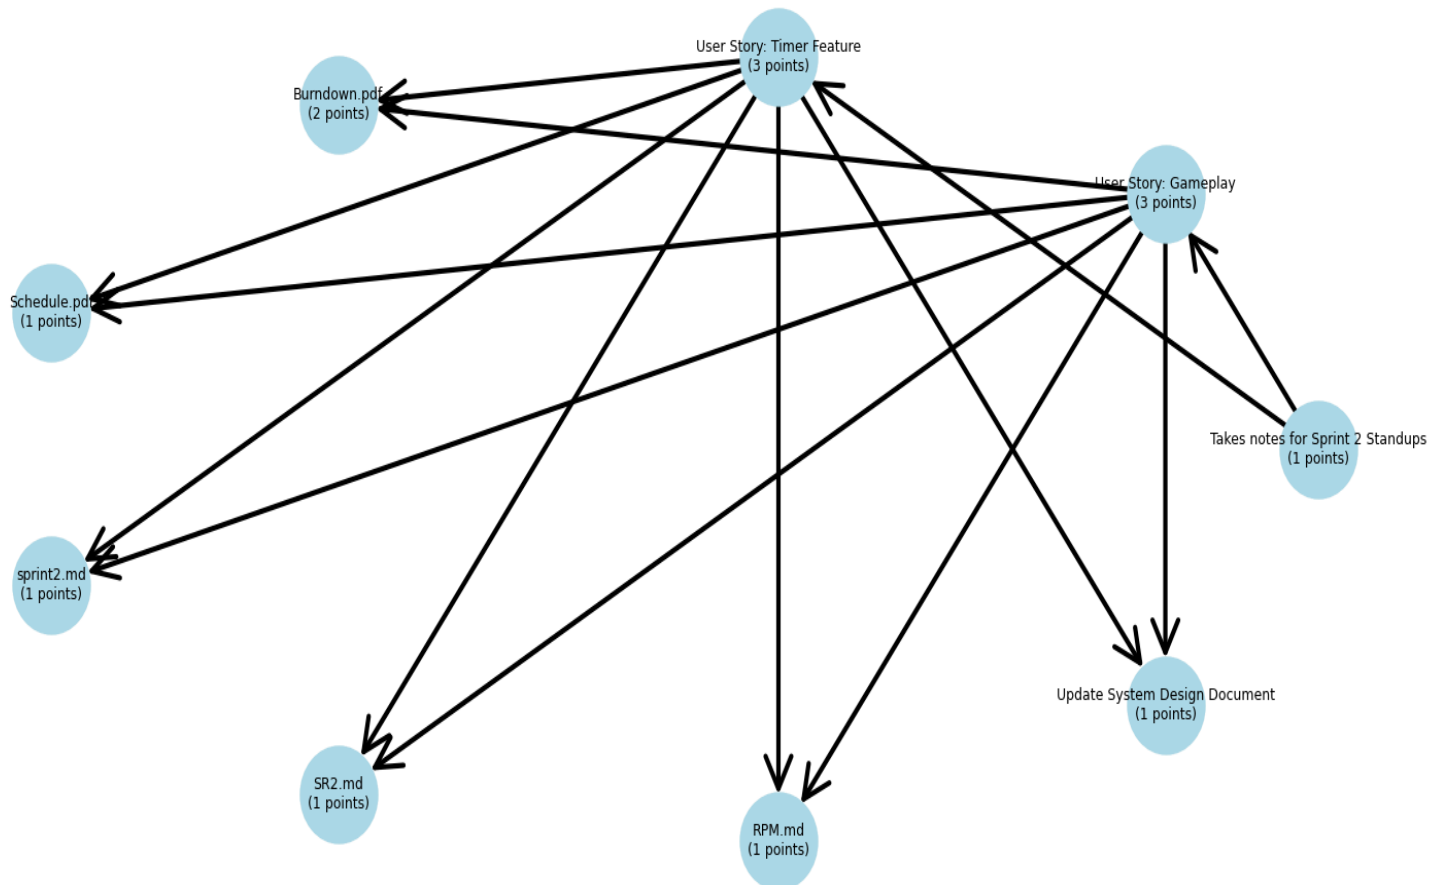 User Story: Timer Feature
(3 points)
Burndown.pdf
(2 points)
User Story: Gameplay
(3 points)
Schedule.pdf
(1 points)
Takes notes for Sprint 2 Standups
(1 points)
sprint2.md
(1 points)
Update System Design Document
(1 points)
SR2.md
(1 points)
RPM.md
(1 points)